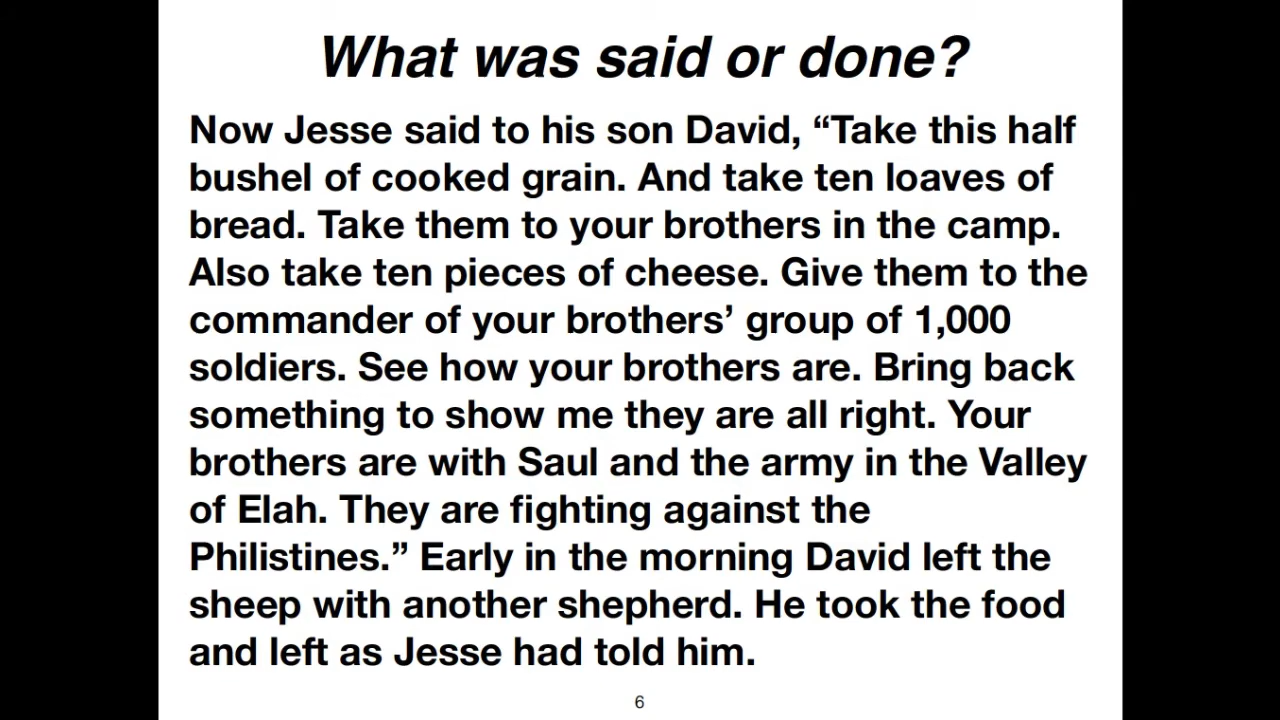 What was said or done?
Now Jesse said to his son David, “Take this half
bushel of cooked grain. And take ten loaves of
bread. Take them to your brothers in the camp.
Also take ten pieces of cheese. Give them to the
commander of your brothers’ group of 1,000
soldiers. See how your brothers are. Bring back
something to show me they are all right. Your
brothers are with Saul and the army in the Valley
of Elah. They are fighting against the
Philistines.” Early in the morning David left the
sheep with another shepherd. He took the food
and left as Jesse had told him.
6